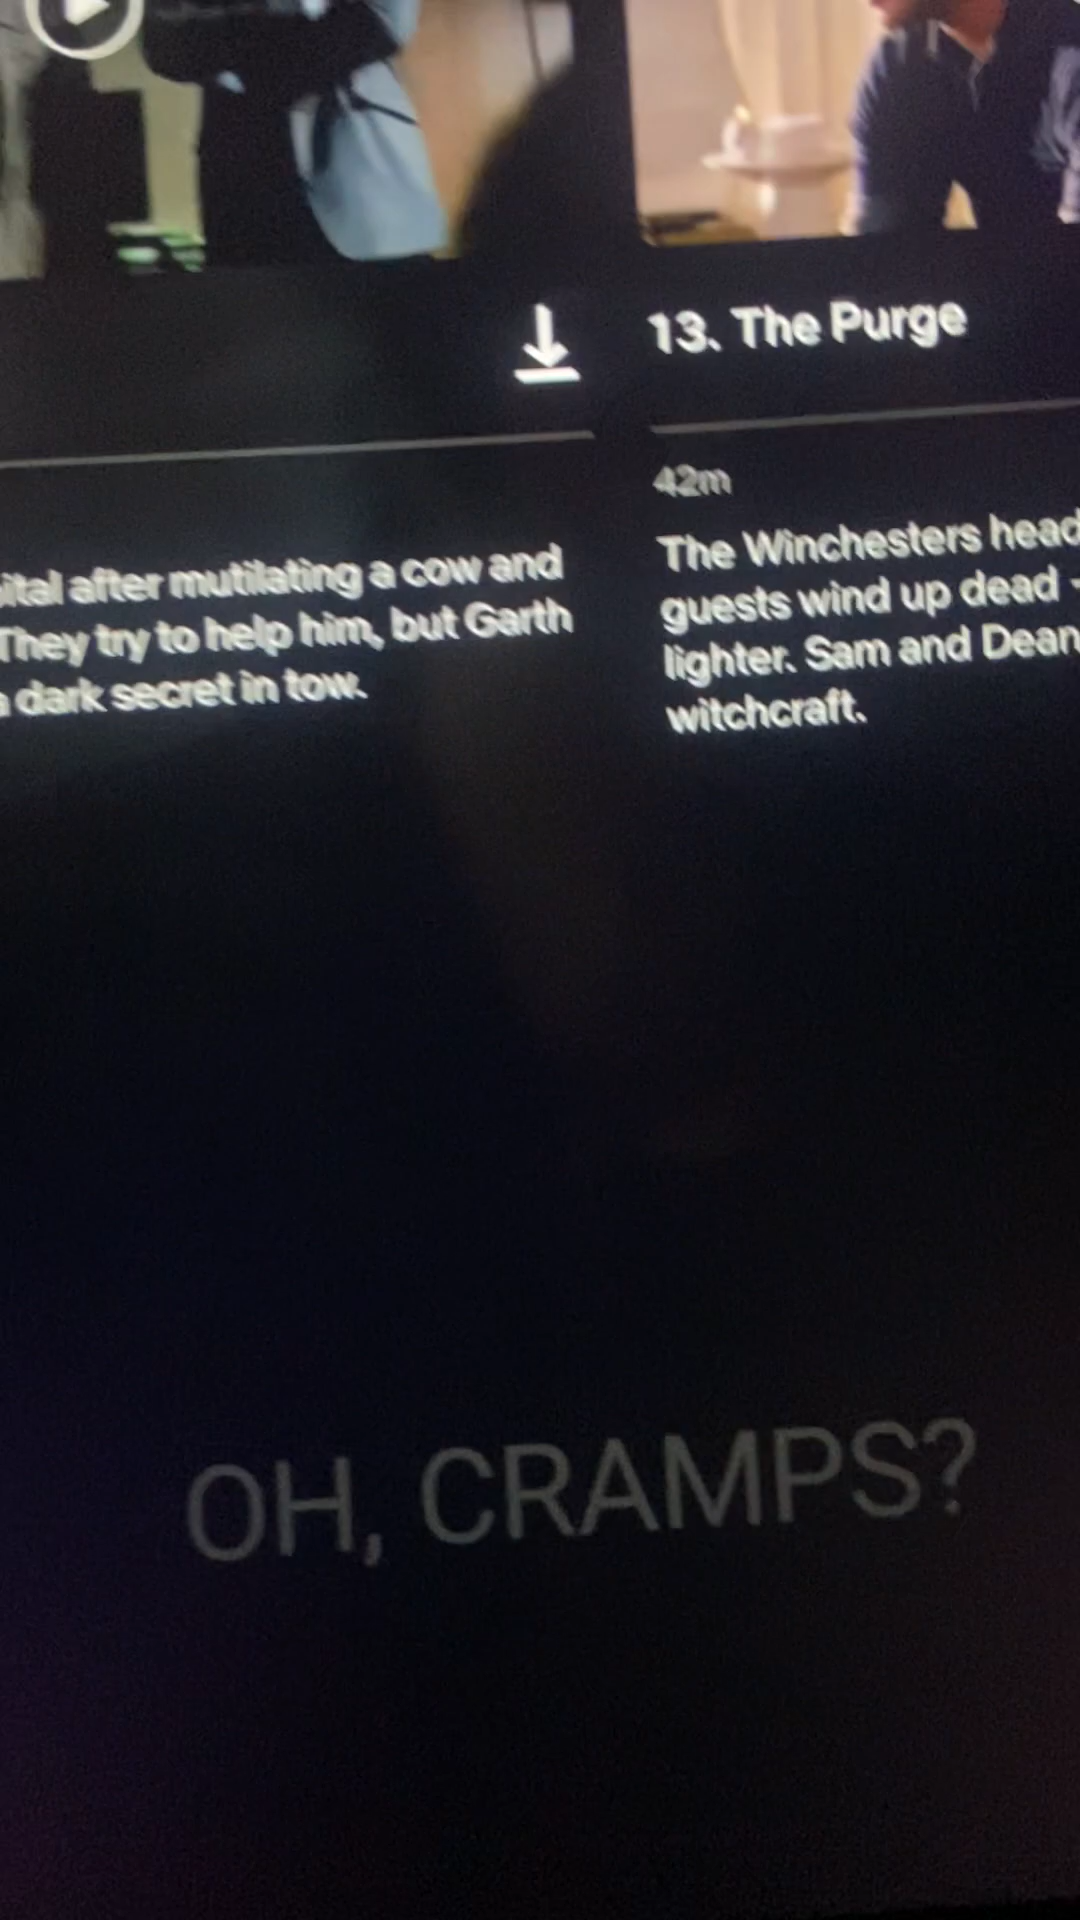 13. The Purge
after mutilating a cow and
They try to help him, but Garth
dark secret in tow.
42m
The Winchesters head
guests wind up dead -
lighter. Sam and Dean
witchcraft.
OH, CRAMPS?